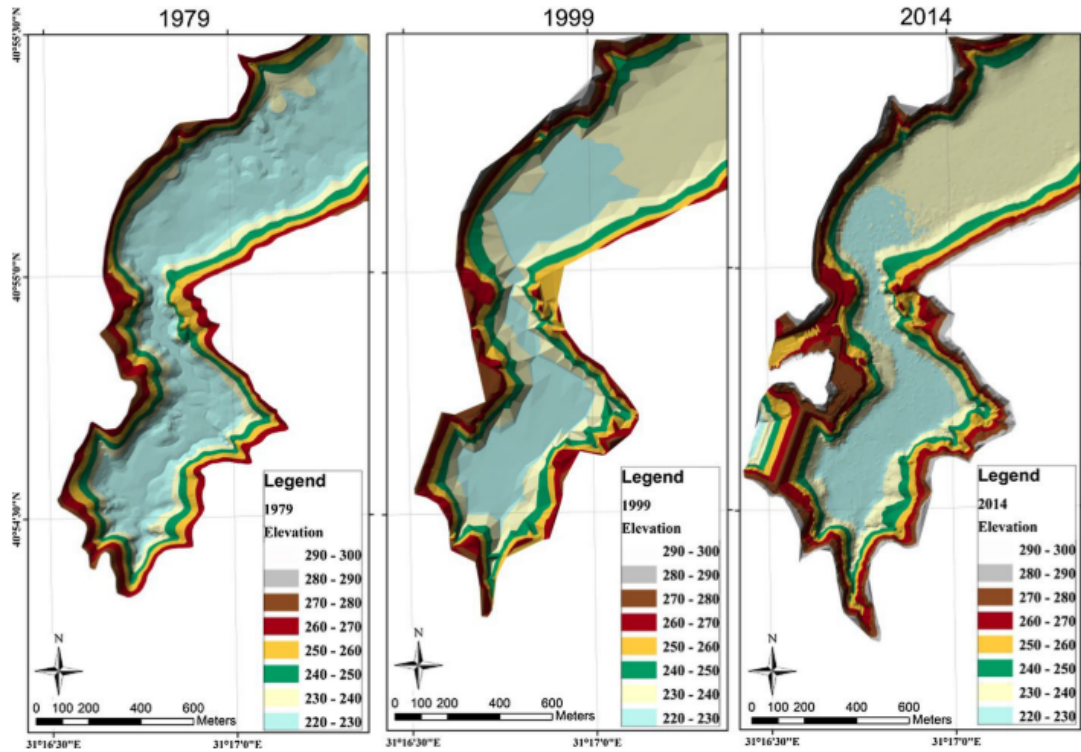 1979
1999
2014
40°55'30"N
40°55'0"N
40°54'30"N
Legend
1979
Elevation
290 - 300
280 - 290
270 - 280
260 - 270
250 - 260
240 - 250
230 - 240
220 - 230
N
0 100 200 400 600
Meters
31°16'30"E
31°17'0"E
Legend
1999
Elevation
290 - 300
280 - 290
270 - 280
260 - 270
250 - 260
240 - 250
230 - 240
220 - 230
N
0 100 200 400 600
Meters
31°16'30"E
31°17'0"E
Legend
2014
Elevation
290 - 300
280 - 290
270 - 280
260 - 270
250 - 260
240 - 250
230 - 240
220 - 230
N
0 100 200 400 600
Meters
31°16'30"E
31°17'0"E